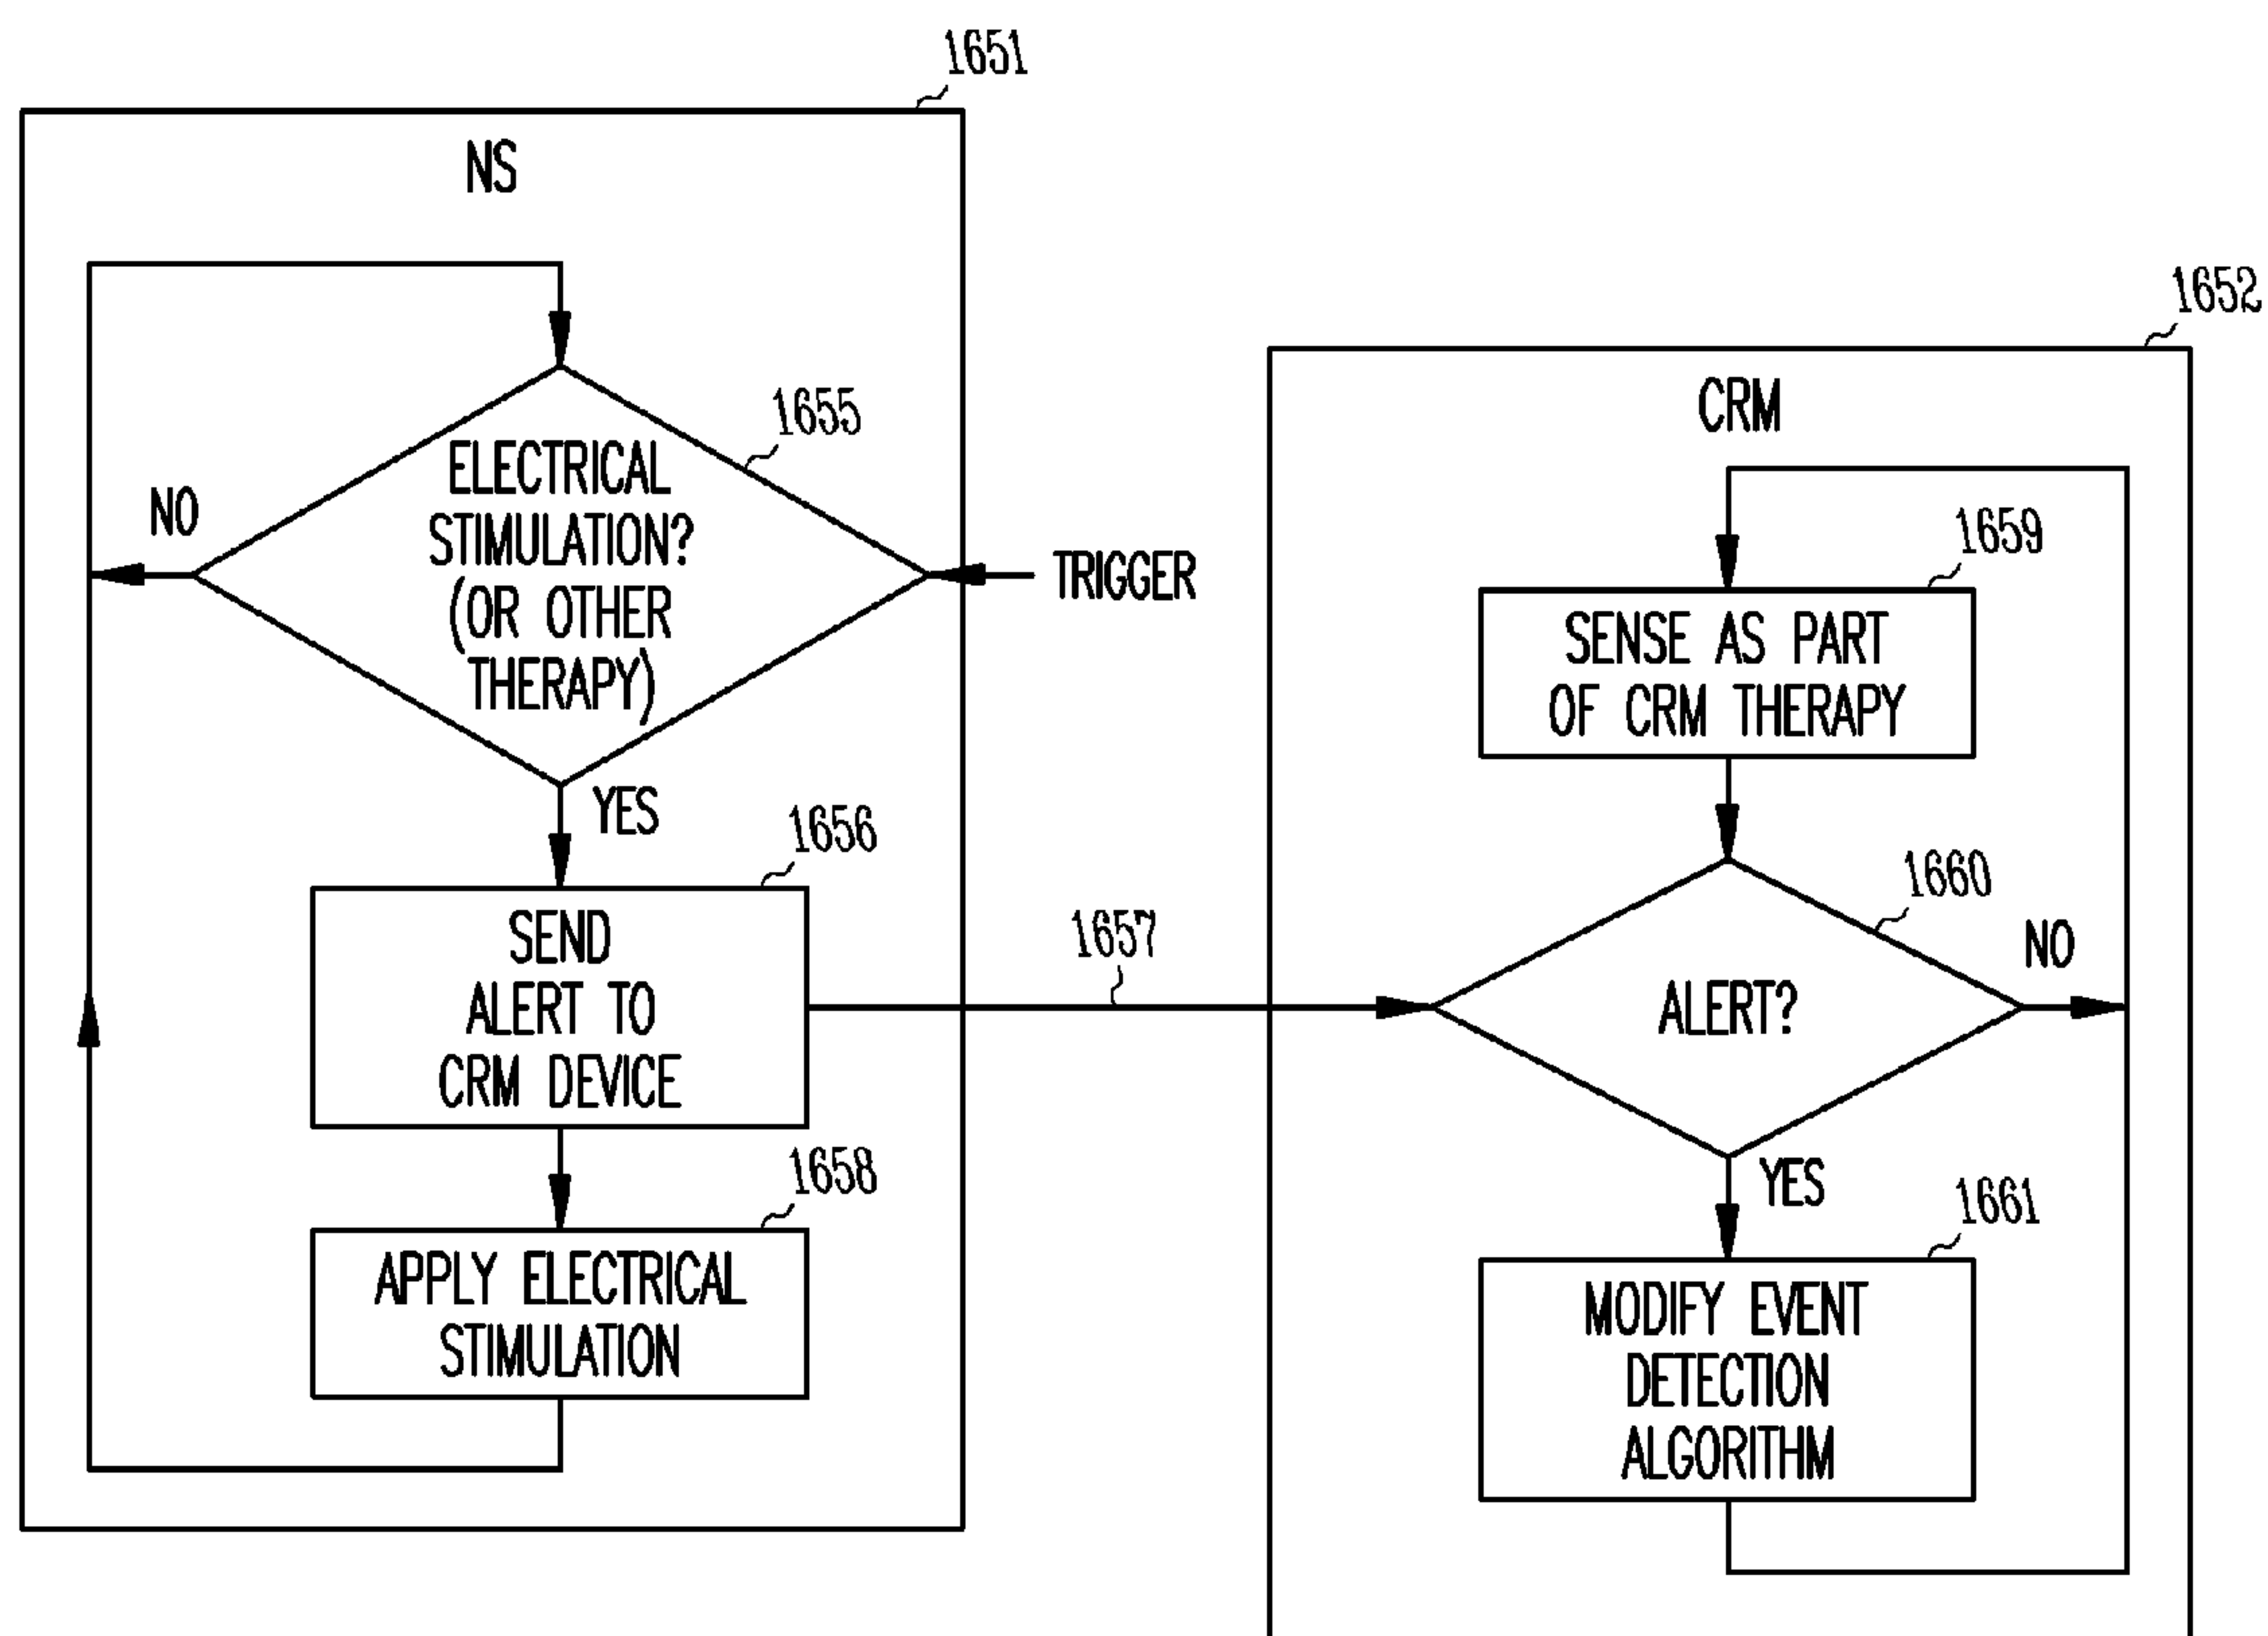 1651
NS
1655
ELECTRICAL
STIMULATION?
(OR OTHER
THERAPY)
NO
TRIGGER
YES
1656
SEND
ALERT TO
CRM DEVICE
1657
1658
APPLY ELECTRICAL
STIMULATION
1652
CRM
1659
SENSE AS PART
OF CRM THERAPY
1660
ALERT?
NO
YES
1661
MODIFY EVENT
DETECTION
ALGORITHM